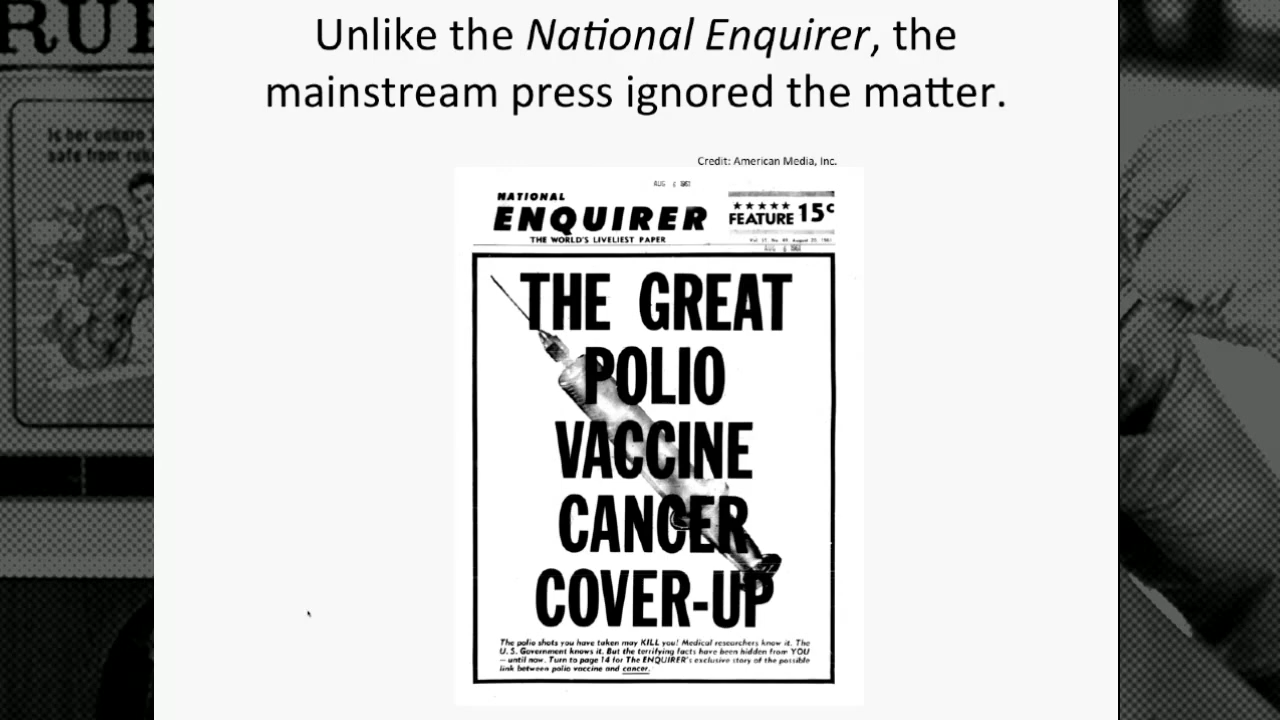 Unlike the National Enquirer, the
mainstream press ignored the matter.
Credit: American Media, Inc.
NATIONAL
ENQUIRER
THE WORLD'S LIVELIEST PAPER
★★★★★
FEATURE 15¢
THE GREAT
POLIO
VACCINE
CANCER
COVER-UP
The polio shots you have taken may KILL you! Medical researchers know it. The
U. S. Government knows it. But the terrifying facts have been hidden from YOU
— until now. Turn to page 14 for The ENQUIRER's exclusive story of the possible
link between polio vaccine and cancer.